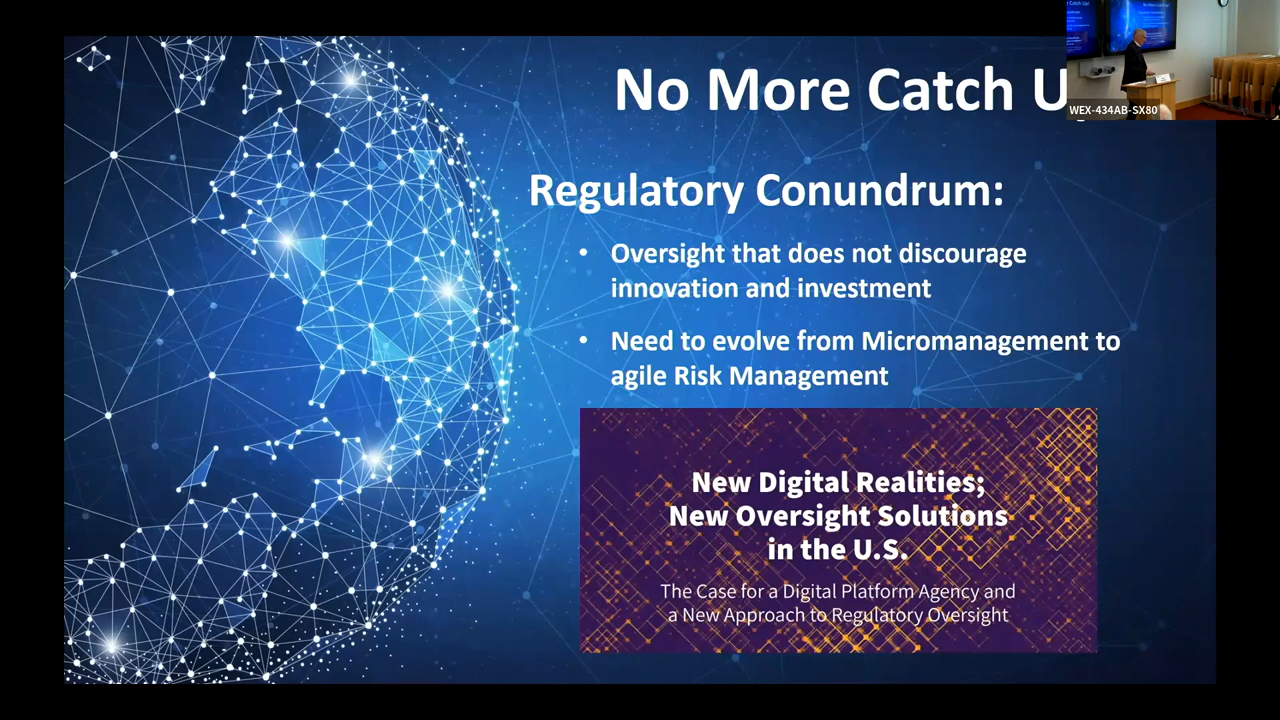 No More Catch U
WEX-434AB-SX80
Regulatory Conundrum:
• Oversight that does not discourage
innovation and investment
• Need to evolve from Micromanagement to
agile Risk Management
New Digital Realities;
New Oversight Solutions
in the U.S.
The Case for a Digital Platform Agency and
a New Approach to Regulatory Oversight